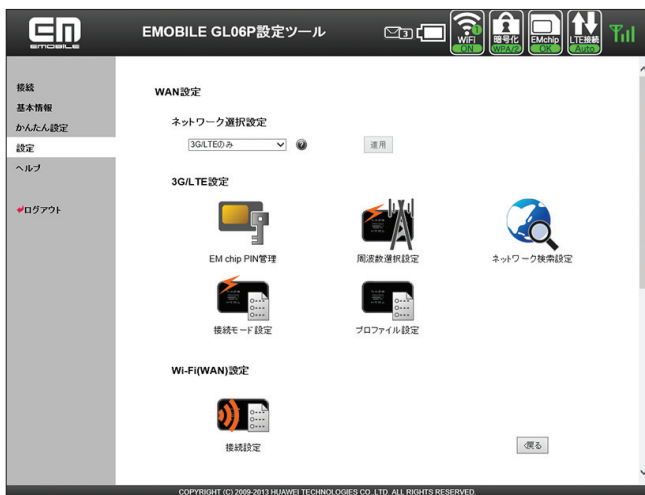 EM
EMOBILE
EMOBILE GL06P設定ツール
3
WiFi
ON
暗号化
WPA/2
EMchip
OK
LTE接続
Auto
接続
基本情報
かんたん設定
設定
ヘルプ
ログアウト
WAN設定
ネットワーク選択設定
3G/LTEのみ
適用
3G/LTE設定
EM chip PIN管理
周波数選択設定
ネットワーク検索設定
接続モード設定
プロファイル設定
Wi-Fi(WAN)設定
接続設定
戻る
COPYRIGHT (C) 2009-2013 HUAWEI TECHNOLOGIES CO.,LTD. ALL RIGHTS RESERVED.